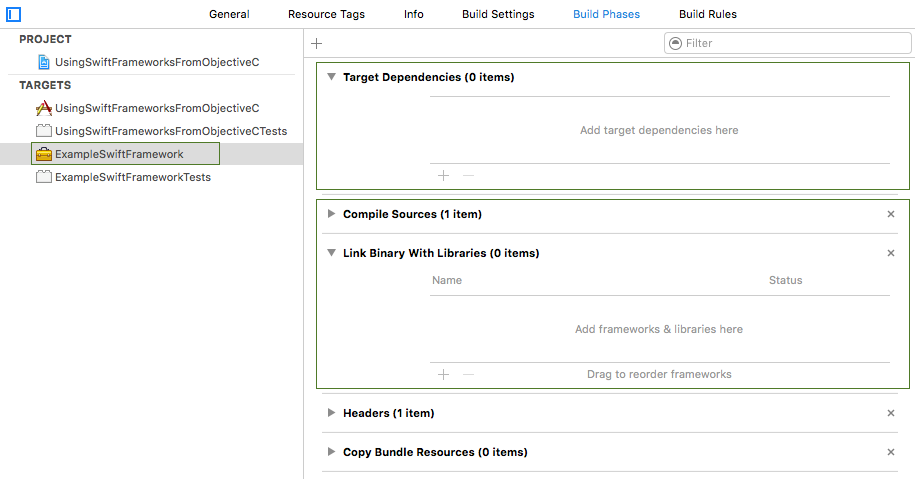 General Resource Tags Info Build Settings Build Phases Build Rules
PROJECT
UsingSwiftFrameworksFromObjectiveC
TARGETS
UsingSwiftFrameworksFromObjectiveC
UsingSwiftFrameworksFromObjectiveCTests
ExampleSwiftFramework
ExampleSwiftFrameworkTests
Filter
Target Dependencies (0 items)
Add target dependencies here
Compile Sources (1 item)
Link Binary With Libraries (0 items)
Name Status
Add frameworks & libraries here
Drag to reorder frameworks
Headers (1 item)
Copy Bundle Resources (0 items)